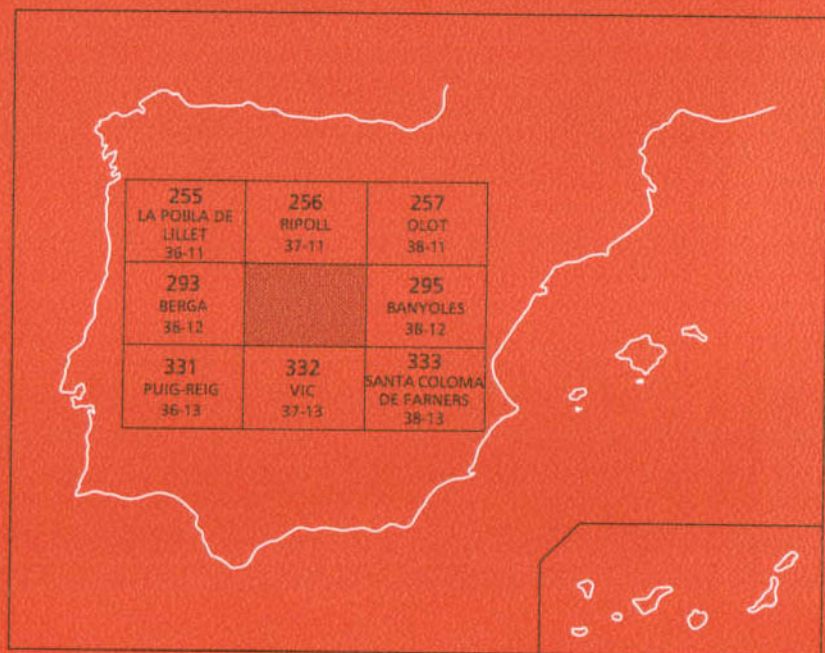 255
LA POBLA DE
LILLET
36-11
256
RIPOLL
37-11
257
OLOT
38-11
293
BERGA
36-12
295
BANYOLES
38-12
331
PUIG-REIG
36-13
332
VIC
37-13
333
SANTA COLOMA
DE FARNERS
38-13